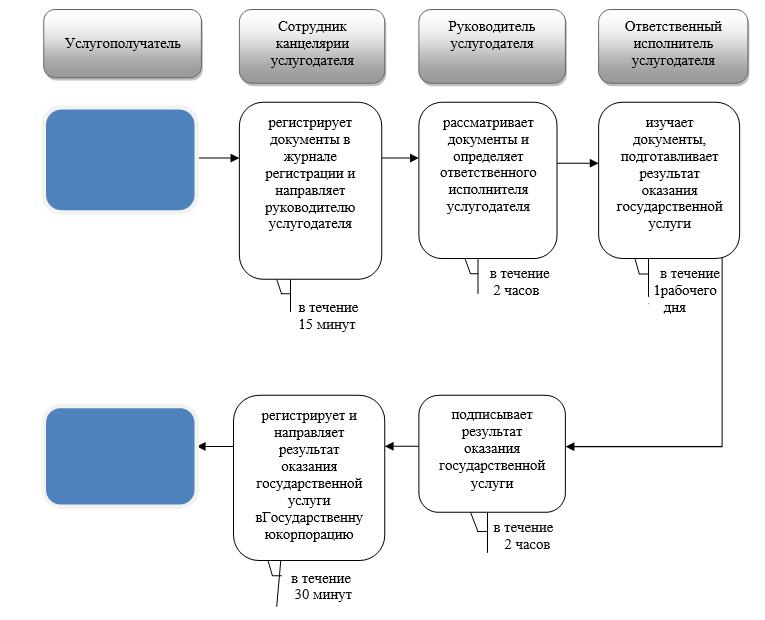 Услугополучатель
Сотрудник
канцелярии
услугодателя
Руководитель
услугодателя
Ответственный
исполнитель
услугодателя
регистрирует
документы в
журнале
регистрации и
направляет
руководителю
услугодателя
рассматривает
документы и
определяет
ответственного
исполнителя
услугодателя
изучает
документы,
подготавливает
результат
оказания
государственной
услуги
в течение
15 минут
в течение
2 часов
в течение
1рабочего
дня
регистрирует и
направляет
результат
оказания
государственной
услуги
вГосударственну
юкорпорацию
подписывает
результат
оказания
государственной
услуги
в течение
30 минут
в течение
2 часов